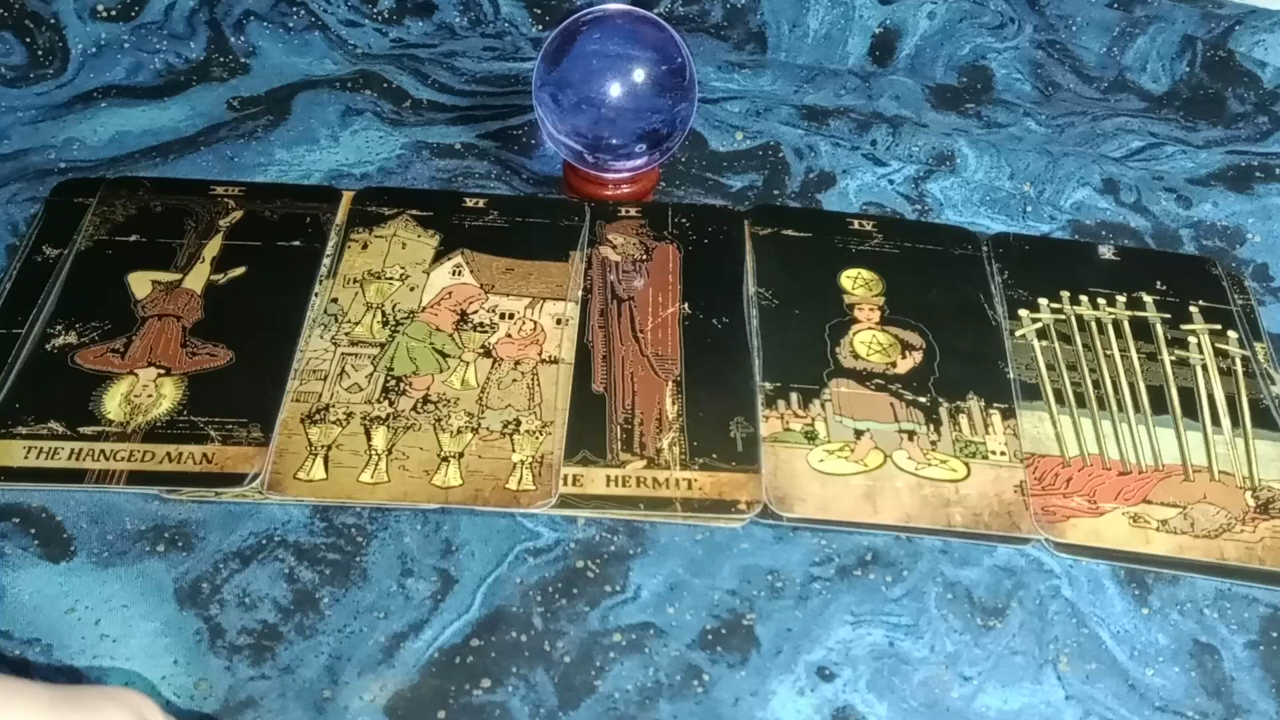 XII
THE HANGED MAN.
VI
IX
HE HERMIT.
IV
X